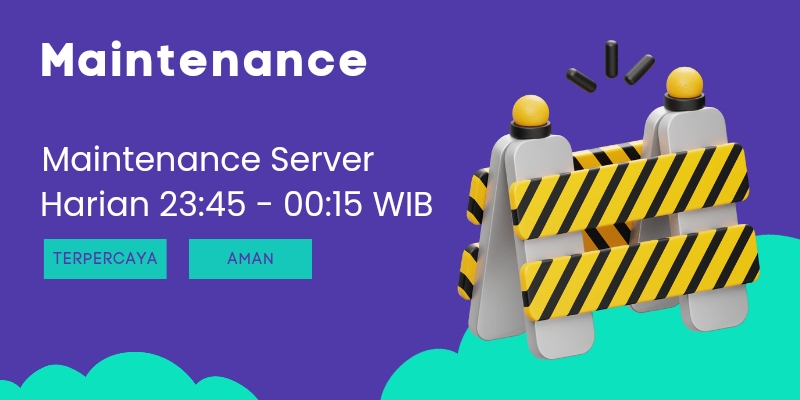 Maintenance
Maintenance Server
Harian 23:45 - 00:15 WIB
TERPERCAYA
AMAN